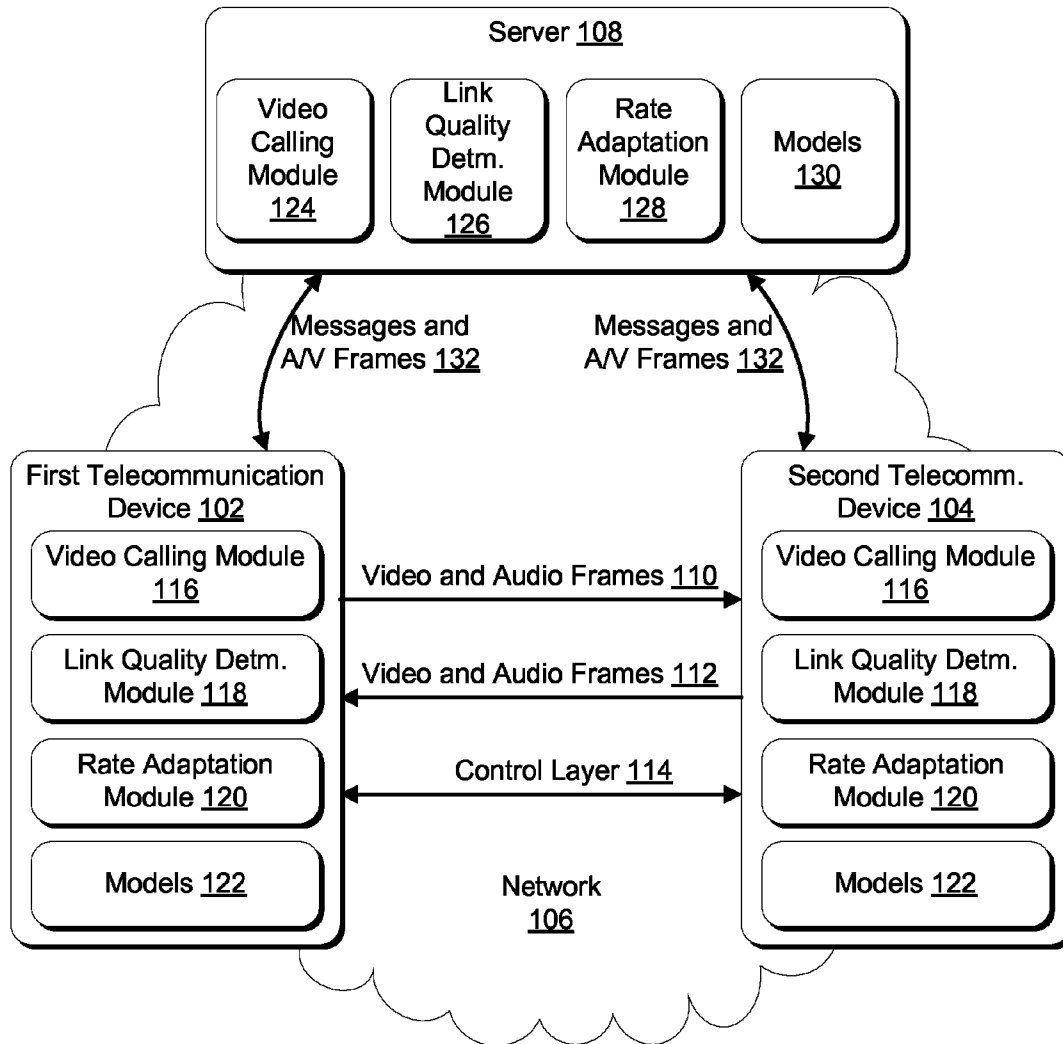 Server 108
Video
Calling
Module
124
Link
Quality
Detm.
Module
126
Rate
Adaptation
Module
128
Models
130
Messages and
A/V Frames 132
Messages and
A/V Frames 132
First Telecommunication
Device 102
Video Calling Module
116
Link Quality Detm.
Module 118
Rate Adaptation
Module 120
Models 122
Video and Audio Frames 110
Video and Audio Frames 112
Control Layer 114
Network
106
Second Telecomm.
Device 104
Video Calling Module
116
Link Quality Detm.
Module 118
Rate Adaptation
Module 120
Models 122